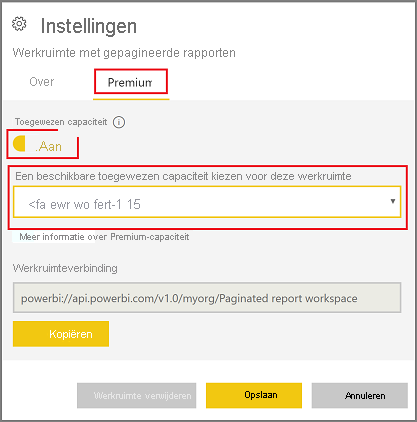 Instellingen
Werkruimte met gepagineerde rapporten
Over Premium
Toegewezen capaciteit
.Aan
Een beschikbare toegewezen capaciteit kiezen voor deze werkruimte
<fa ewr wo fert-1 15
Meer informatie over Premium-capaciteit
Werkruimteverbinding
powerbi://api.powerbi.com/v1.0/myorg/Paginated report workspace
Kopiëren
Werkruimte verwijderen Opslaan Annuleren